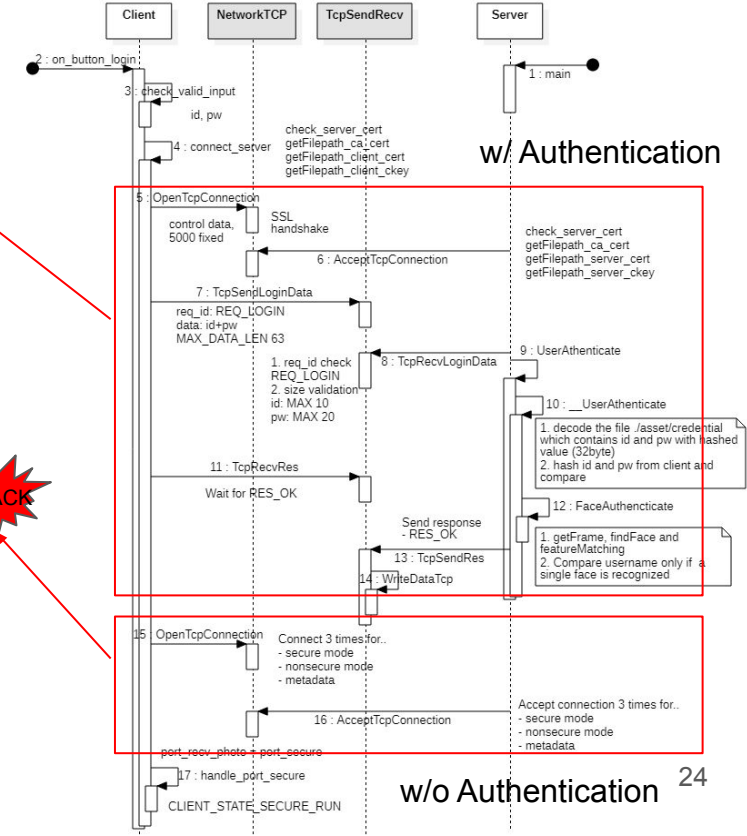 Client
NetworkTCP
TcpSendRecv
Server
2 : on_button_login
1 : main
3 : check_valid_input
id, pw
4 : connect_server
check_server_cert
getFilepath_ca_cert
getFilepath_client_cert
getFilepath_client_ckey
w/ Authentication
5 : OpenTcpConnection
control data,
5000 fixed
SSL
handshake
6 : AcceptTcpConnection
check_server_cert
getFilepath_ca_cert
getFilepath_server_cert
getFilepath_server_ckey
7 : TcpSendLoginData
req_id: REQ_LOGIN
data: id+pw
MAX_DATA_LEN 63
9 : UserAthenticate
8 : TcpRecvLoginData
1. req_id check
REQ_LOGIN
2. size validation
id: MAX 10
pw: MAX 20
10 : __UserAthenticate
1. decode the file ./asset/credential
which contains id and pw with hashed
value (32byte)
2. hash id and pw from client and
compare
11 : TcpRecvRes
Wait for RES_OK
ACK
12 : FaceAuthencticate
Send response
- RES_OK
13 : TcpSendRes
1. getFrame, findFace and
featureMatching
2. Compare username only if a
single face is recognized
14 : WriteDataTcp
15 : OpenTcpConnection
Connect 3 times for..
- secure mode
- nonsecure mode
- metadata
16 : AcceptTcpConnection
Accept connection 3 times for..
- secure mode
- nonsecure mode
- metadata
port_recv_photo = port_secure
17 : handle_port_secure
CLIENT_STATE_SECURE_RUN
w/o Authentication
24